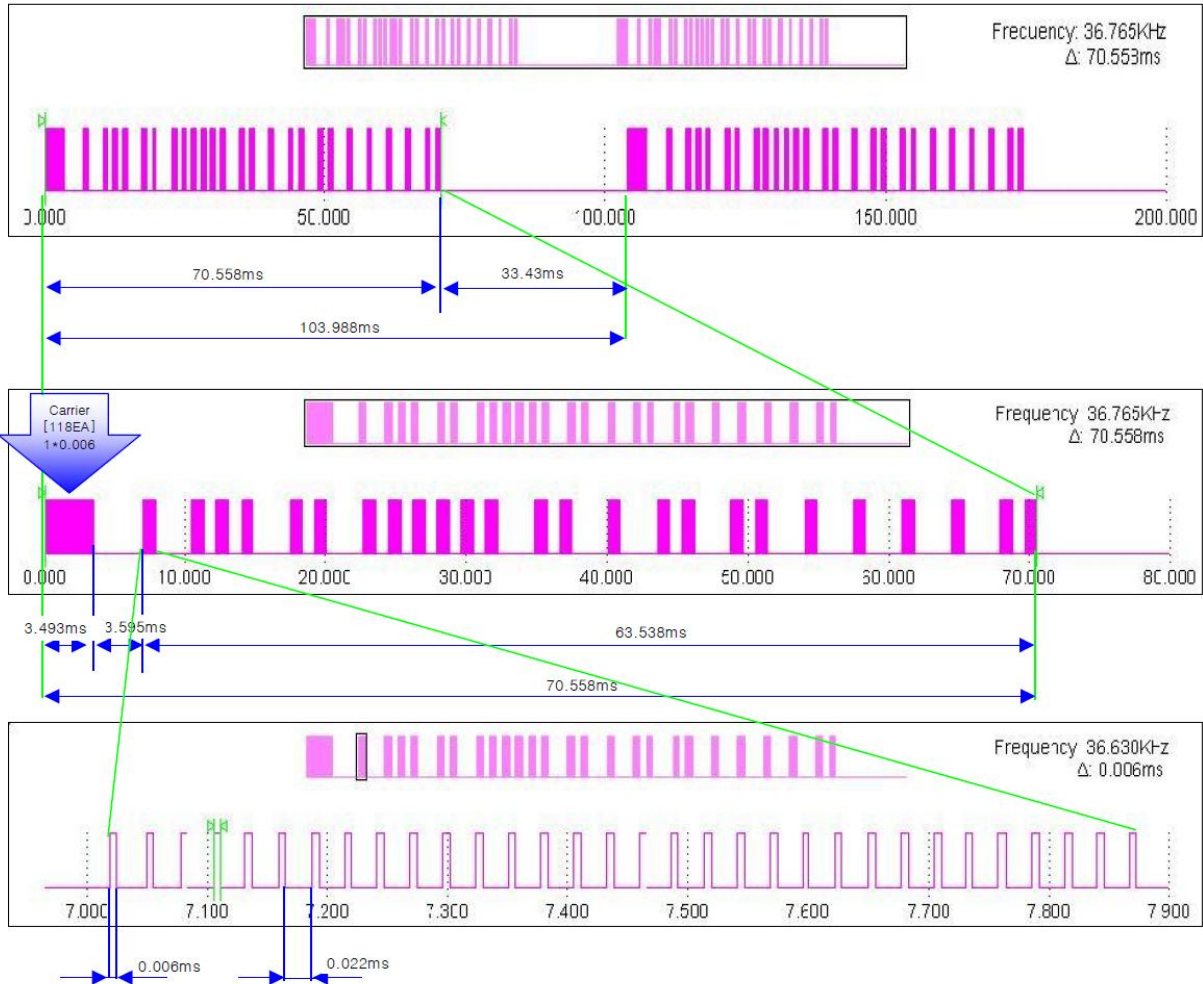 Frecuency: 36.765KHz
Δ: 70.553ms
0.000 50.000 100.000 150.000 200.000
70.558ms
33.43ms
103.988ms
Carrier
[118EA]
1*0.006
Frequency 36.765KHz
Δ: 70.558ms
0.000 10.000 20.000 30.000 40.000 50.000 60.000 70.000 80.000
3.493ms
3.595ms
63.538ms
70.558ms
Frequency 36.630KHz
Δ: 0.006ms
7.000 7.100 7.200 7.300 7.400 7.500 7.600 7.700 7.800 7.900
0.006ms
0.022ms